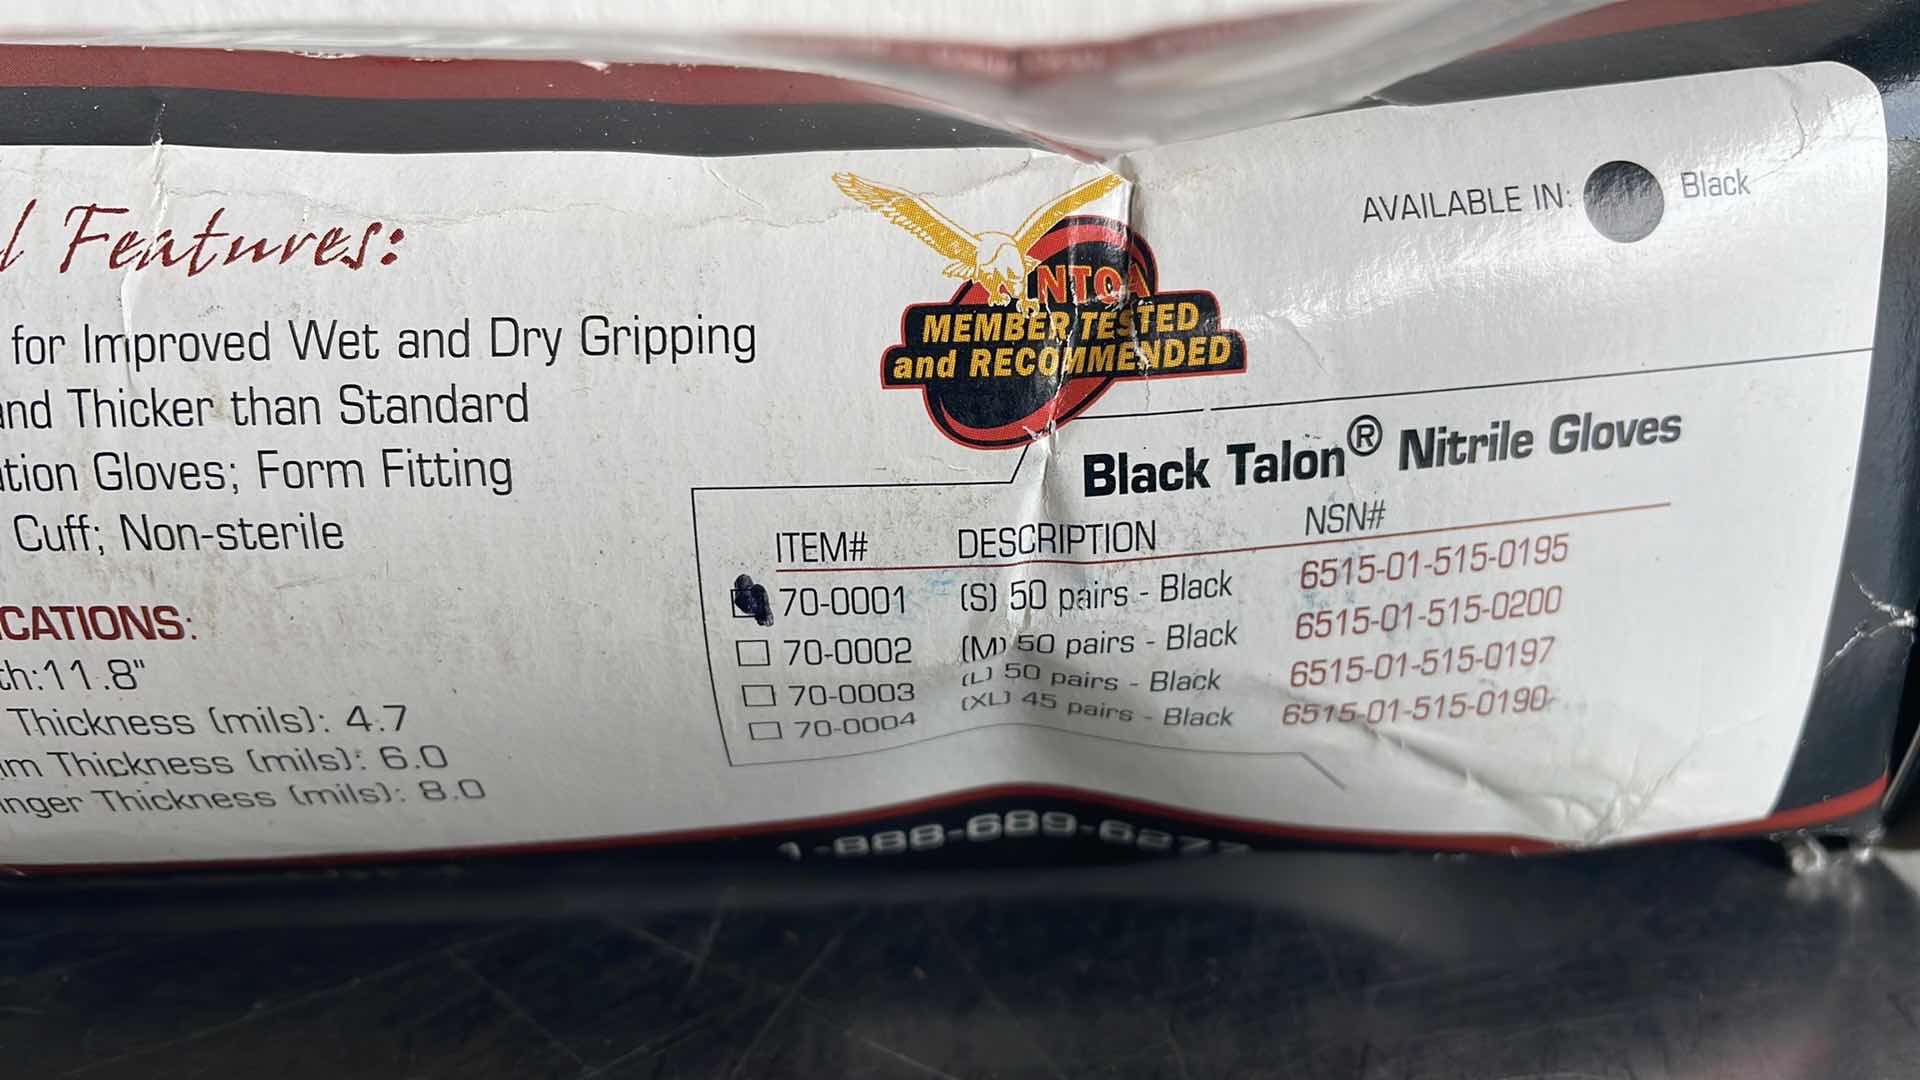 Features:
for Improved Wet and Dry Gripping
and Thicker than Standard
Gloves; Form Fitting
Cuff; Non-sterile
11.8"
Thickness (mils): 4.7
Thickness (mils): 6.0
Thickness (mils): 8.0
NTOA
MEMBER TESTED
and RECOMMENDED
AVAILABLE IN: Black
Black Talon® Nitrile Gloves
ITEM# DESCRIPTION NSN#
70-0001 (S) 50 pairs - Black 6515-01-515-0195
70-0002 (M) 50 pairs - Black 6515-01-515-0200
70-0003 (L) 50 pairs - Black 6515-01-515-0197
70-0004 (XL) 45 pairs - Black 6515-01-515-0190
1-888-689-6277